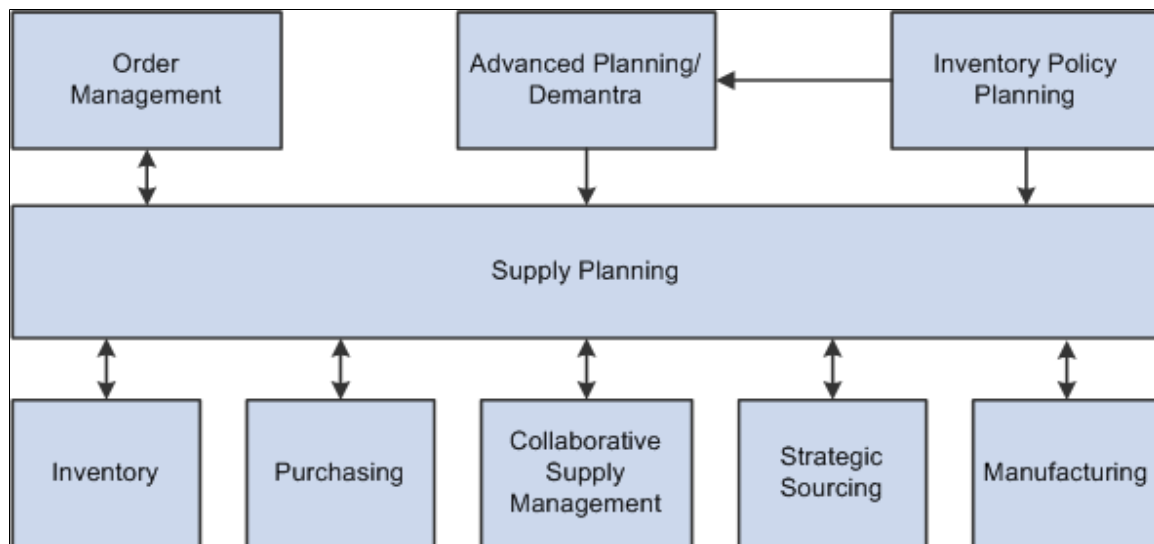 Order
Management
Advanced Planning/
Demantra
Inventory Policy
Planning
Supply Planning
Inventory
Purchasing
Collaborative
Supply
Management
Strategic
Sourcing
Manufacturing